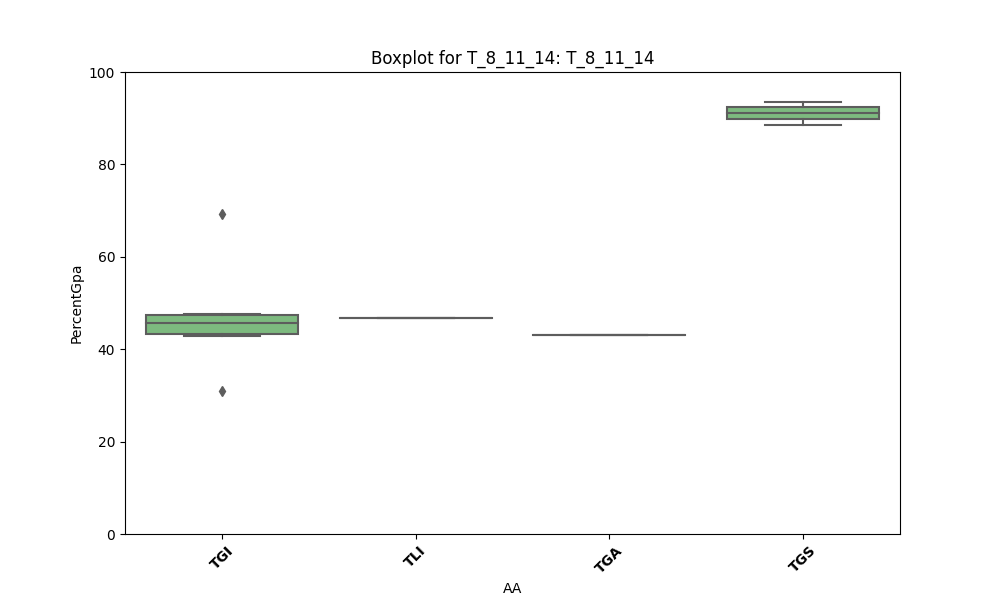 Boxplot for T_8_11_14: T_8_11_14
100
80
60
40
20
0
PercentGpa
TGI
TLI
TGA
TGS
AA